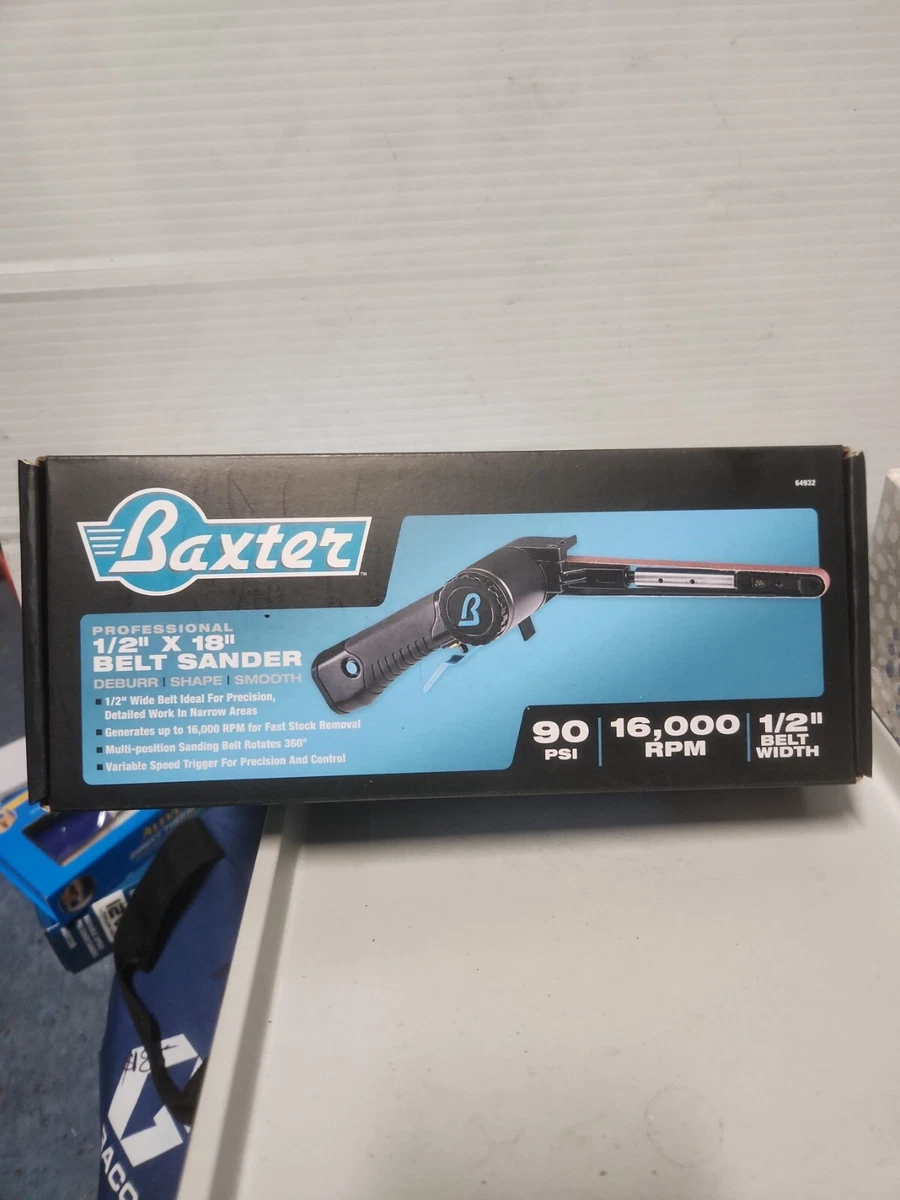 64932
Baxter™
PROFESSIONAL
1/2" X 18"
BELT SANDER
DEBURR | SHAPE | SMOOTH
▪ 1/2" Wide Belt Ideal For Precision,
Detailed Work In Narrow Areas
▪ Generates up to 16,000 RPM for Fast Stock Removal
▪ Multi-position Sanding Belt Rotates 360°
▪ Variable Speed Trigger For Precision And Control
B
90
PSI
16,000
RPM
1/2"
BELT
WIDTH